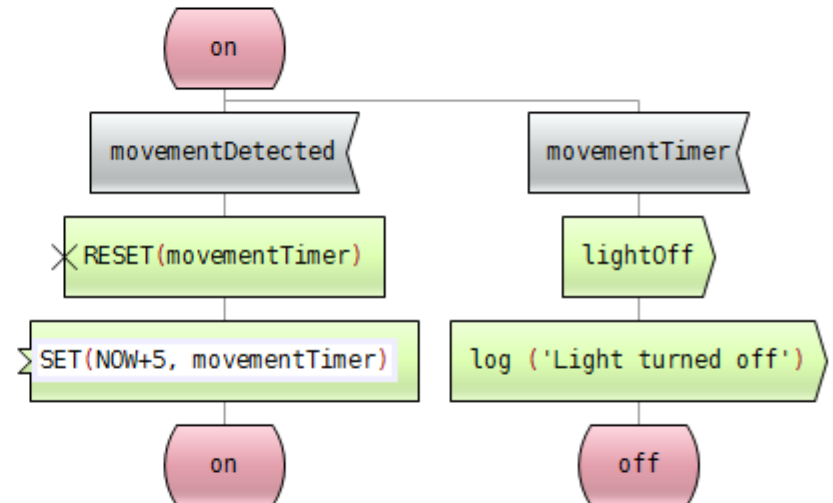 on
movementDetected
movementTimer
RESET(movementTimer)
lightOff
SET(NOW+5, movementTimer)
log ('Light turned off')
on
off